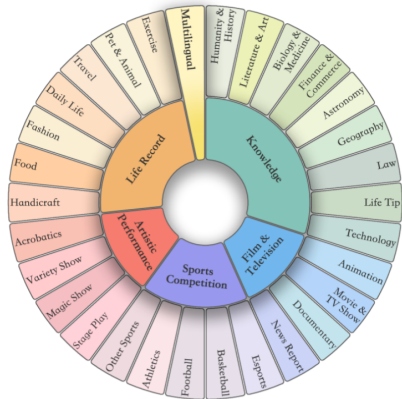 Multilingual
Humanity &
History
Literature & Art
Biology &
Medicine
Finance &
Commerce
Astronomy
Geography
Law
Life Tip
Technology
Animation
Movie &
TV Show
Documentary
News Report
Esports
Basketball
Football
Athletics
Other Sports
Stage Play
Magic Show
Variety Show
Acrobatics
Handicraft
Food
Fashion
Daily Life
Travel
Pet & Animal
Exercise
Knowledge
Film &
Television
Sports
Competition
Artistic
Performance
Life Record